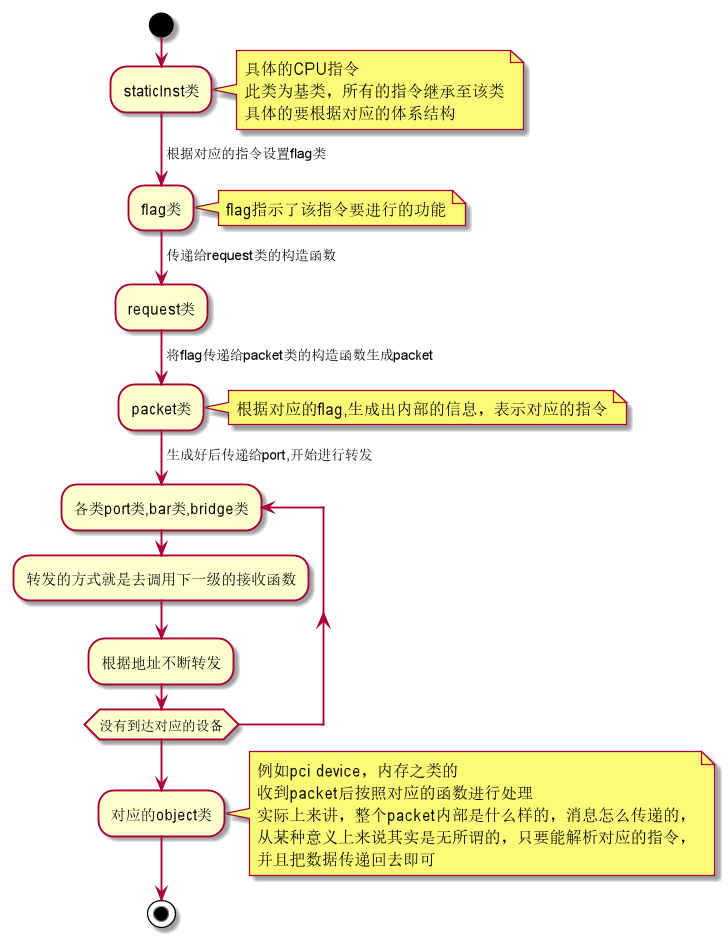 staticInst类
具体的CPU指令
此类为基类，所有的指令继承至该类
具体的要根据对应的体系结构
根据对应的指令设置flag类
flag类
flag指示了该指令要进行的功能
传递给request类的构造函数
request类
将flag传递给packet类的构造函数生成packet
packet类
根据对应的flag,生成出内部的信息，表示对应的指令
生成好后传递给port,开始进行转发
各类port类,bar类,bridge类
转发的方式就是去调用下一级的接收函数
根据地址不断转发
没有到达对应的设备
对应的object类
例如pci device，内存之类的
收到packet后按照对应的函数进行处理
实际上来讲，整个packet内部是什么样的，消息怎么传递的，
从某种意义上来说其实是无所谓的，只要能解析对应的指令，
并且把数据传递回去即可